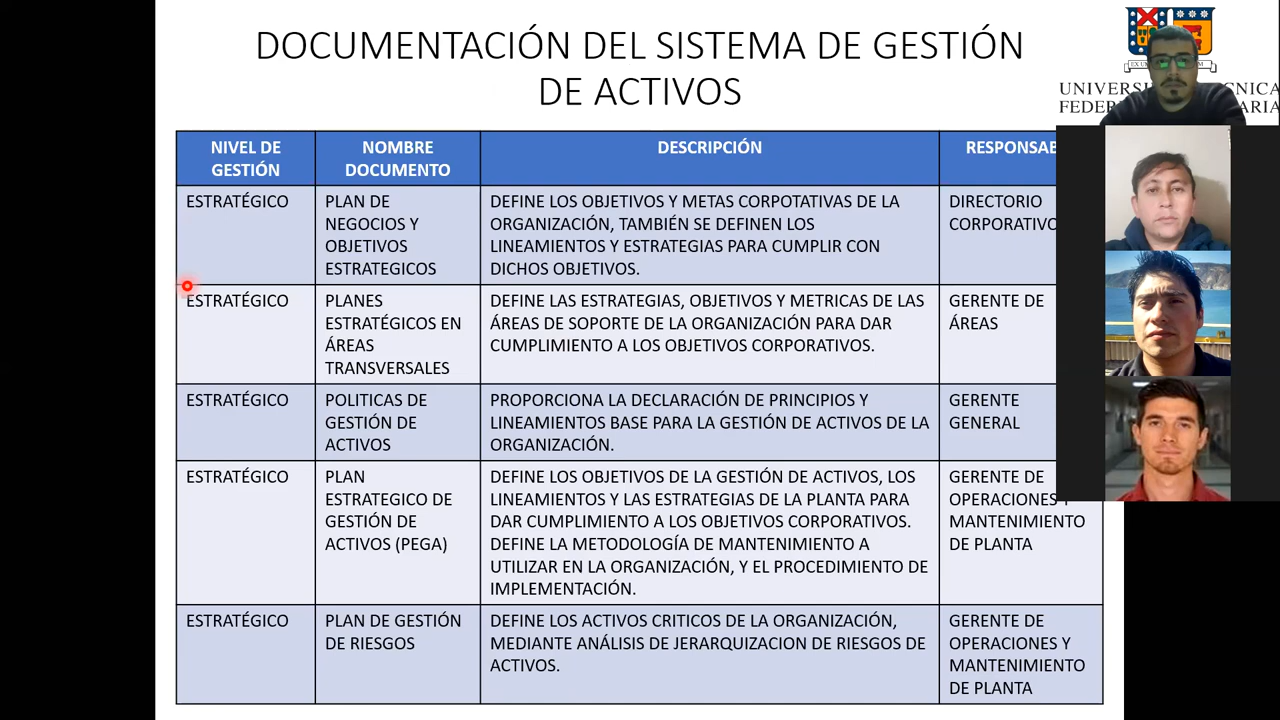 DOCUMENTACIÓN DEL SISTEMA DE GESTIÓN
DE ACTIVOS
NIVEL DE
GESTIÓN
NOMBRE
DOCUMENTO
DESCRIPCIÓN
RESPONSAB
ESTRATÉGICO
PLAN DE
NEGOCIOS Y
OBJETIVOS
ESTRATEGICOS
DEFINE LOS OBJETIVOS Y METAS CORPOTATIVAS DE LA
ORGANIZACIÓN, TAMBIÉN SE DEFINEN LOS
LINEAMIENTOS Y ESTRATEGIAS PARA CUMPLIR CON
DICHOS OBJETIVOS.
DIRECTORIO
CORPORATIVO
ESTRATÉGICO
PLANES
ESTRATÉGICOS EN
ÁREAS
TRANSVERSALES
DEFINE LAS ESTRATEGIAS, OBJETIVOS Y METRICAS DE LAS
ÁREAS DE SOPORTE DE LA ORGANIZACIÓN PARA DAR
CUMPLIMIENTO A LOS OBJETIVOS CORPORATIVOS.
GERENTE DE
ÁREAS
ESTRATÉGICO
POLITICAS DE
GESTIÓN DE
ACTIVOS
PROPORCIONA LA DECLARACIÓN DE PRINCIPIOS Y
LINEAMIENTOS BASE PARA LA GESTIÓN DE ACTIVOS DE LA
ORGANIZACIÓN.
GERENTE
GENERAL
ESTRATÉGICO
PLAN
ESTRATEGICO DE
GESTIÓN DE
ACTIVOS (PEGA)
DEFINE LOS OBJETIVOS DE LA GESTIÓN DE ACTIVOS, LOS
LINEAMIENTOS Y LAS ESTRATEGIAS DE LA PLANTA PARA
DAR CUMPLIMIENTO A LOS OBJETIVOS CORPORATIVOS.
DEFINE LA METODOLOGÍA DE MANTENIMIENTO A
UTILIZAR EN LA ORGANIZACIÓN, Y EL PROCEDIMIENTO DE
IMPLEMENTACIÓN.
GERENTE DE
OPERACIONES Y
MANTENIMIENTO
DE PLANTA
ESTRATÉGICO
PLAN DE GESTIÓN
DE RIESGOS
DEFINE LOS ACTIVOS CRITICOS DE LA ORGANIZACIÓN,
MEDIANTE ANÁLISIS DE JERARQUIZACION DE RIESGOS DE
ACTIVOS.
GERENTE DE
OPERACIONES Y
MANTENIMIENTO
DE PLANTA